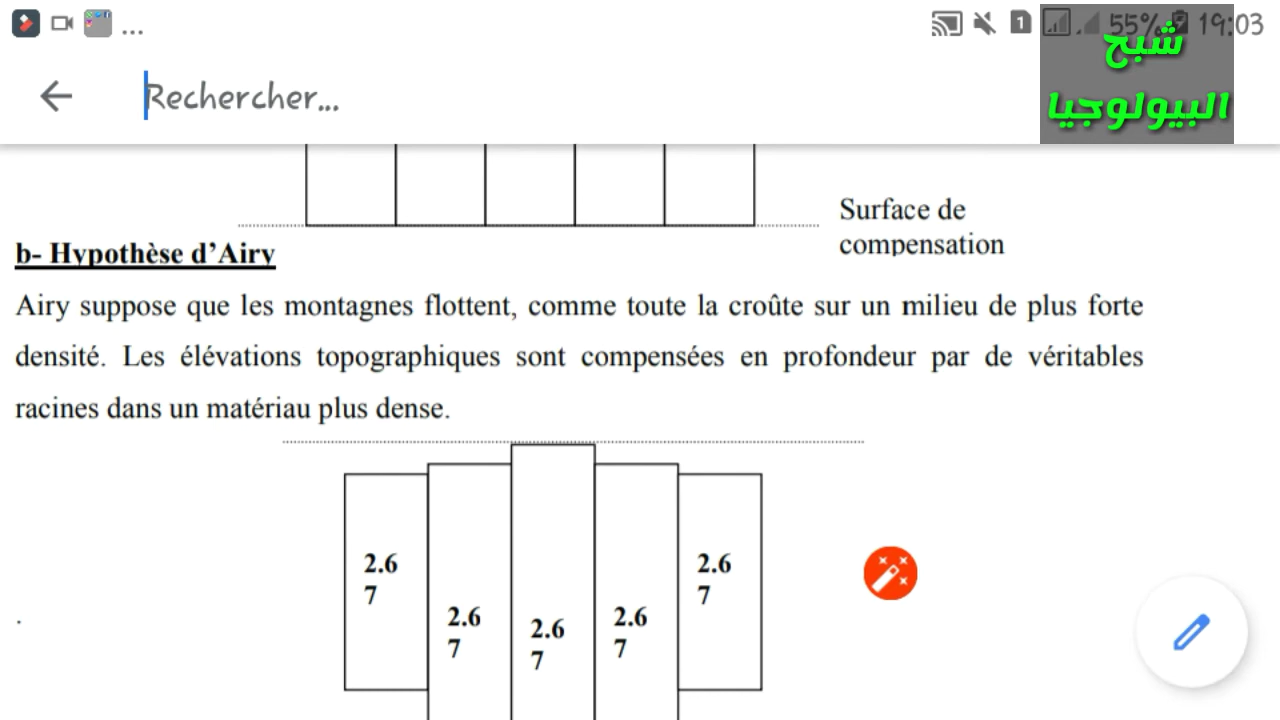 ... 1 55% 19:03
شبح
البيولوجيا
Rechercher...
Surface de
compensation
b- Hypothèse d’Airy
Airy suppose que les montagnes flottent, comme toute la croûte sur un milieu de plus forte
densité. Les élévations topographiques sont compensées en profondeur par de véritables
racines dans un matériau plus dense.
2.6
7
2.6
7
2.6
7
2.6
7
2.6
7
.